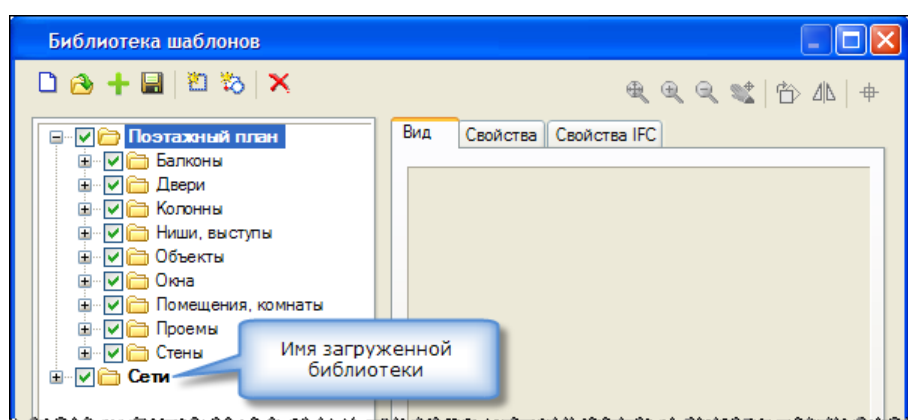 Библиотека шаблонов
Поэтажный план
Балконы
Двери
Колонны
Ниши, выступы
Объекты
Окна
Помещения, комнаты
Проемы
Стены
Сети
Вид
Свойства
Свойства IFC
Имя загруженной
библиотеки